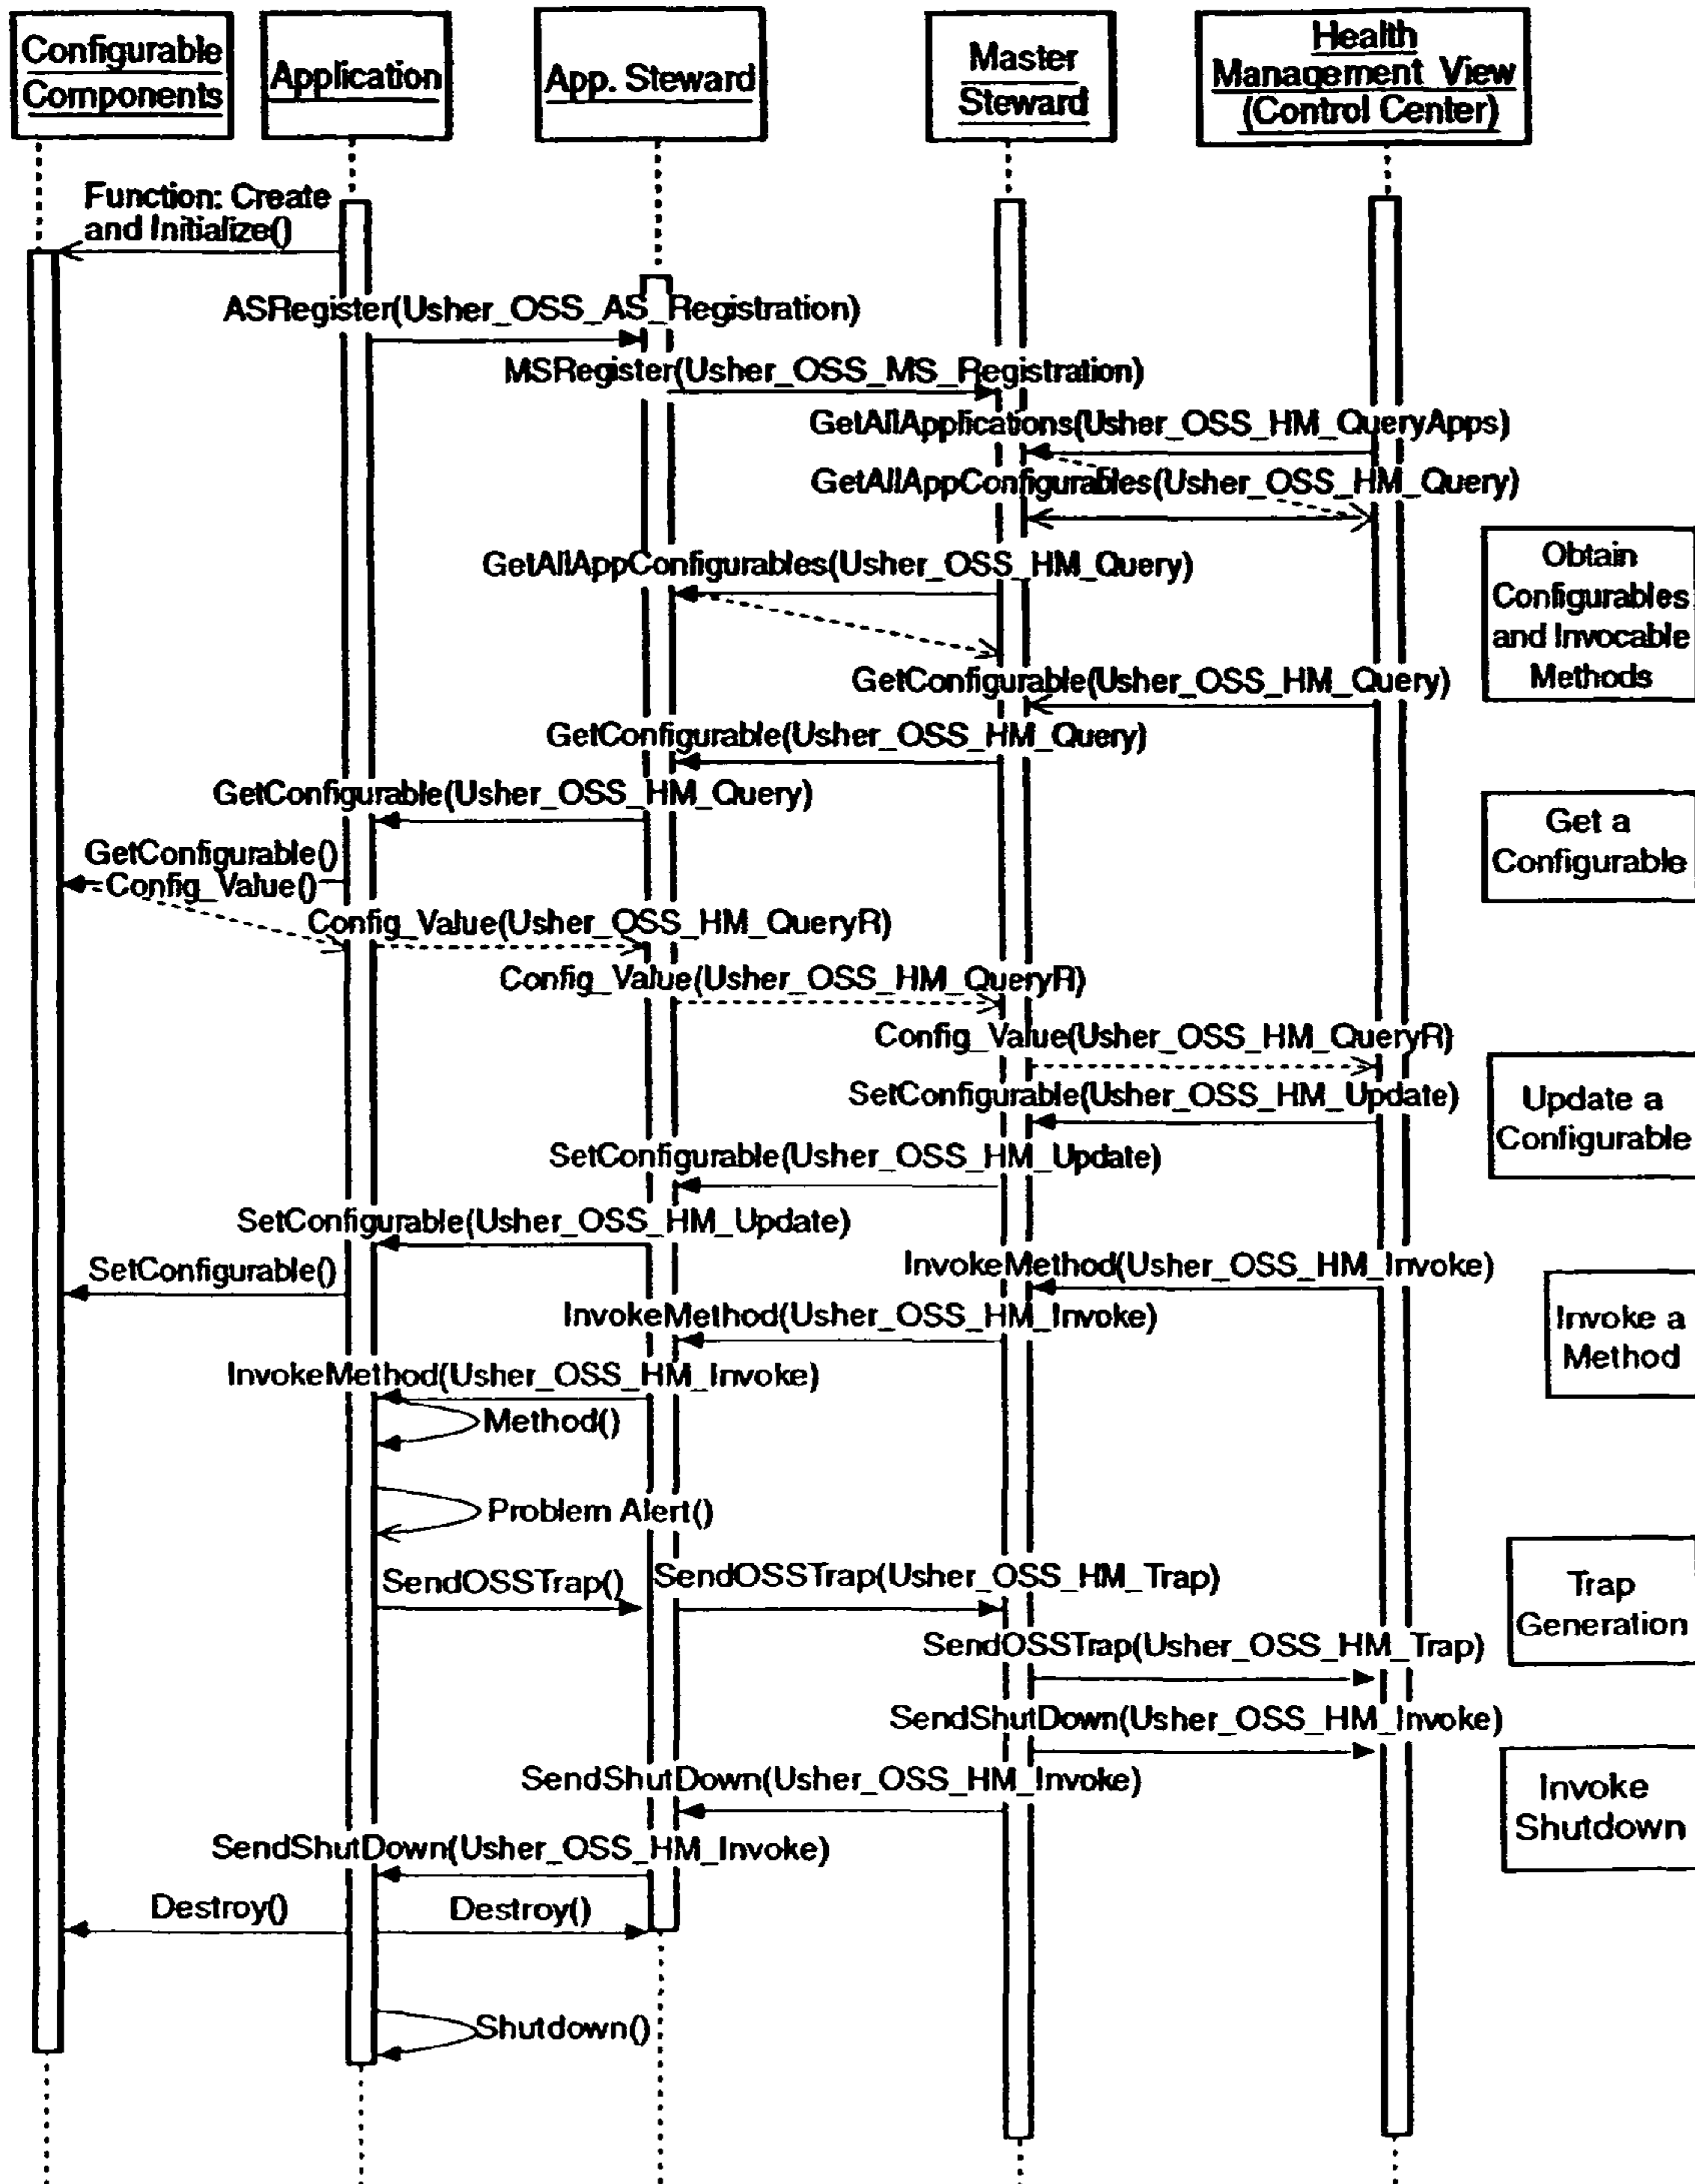 Configurable
Components
Application
App. Steward
Master
Steward
Health
Management View
(Control Center)
Function: Create
and Initialize()
ASRegister(Usher_OSS_AS_Registration)
MSRegister(Usher_OSS_MS_Registration)
GetAllApplications(Usher_OSS_HM_QueryApps)
GetAllAppConfigurables(Usher_OSS_HM_Query)
GetAllAppConfigurables(Usher_OSS_HM_Query)
Obtain
Configurables
and Invocable
Methods
GetConfigurable(Usher_OSS_HM_Query)
GetConfigurable(Usher_OSS_HM_Query)
GetConfigurable(Usher_OSS_HM_Query)
Get a
Configurable
GetConfigurable()
Config_Value()
Config_Value(Usher_OSS_HM_QueryR)
Config_Value(Usher_OSS_HM_QueryR)
Config_Value(Usher_OSS_HM_QueryR)
SetConfigurable(Usher_OSS_HM_Update)
Update a
Configurable
SetConfigurable(Usher_OSS_HM_Update)
SetConfigurable(Usher_OSS_HM_Update)
SetConfigurable()
InvokeMethod(Usher_OSS_HM_Invoke)
InvokeMethod(Usher_OSS_HM_Invoke)
Invoke a
Method
InvokeMethod(Usher_OSS_HM_Invoke)
Method()
Problem Alert()
SendOSSTrap()
SendOSSTrap(Usher_OSS_HM_Trap)
Trap
Generation
SendOSSTrap(Usher_OSS_HM_Trap)
SendShutDown(Usher_OSS_HM_Invoke)
SendShutDown(Usher_OSS_HM_Invoke)
Invoke
Shutdown
SendShutDown(Usher_OSS_HM_Invoke)
Destroy()
Destroy()
Shutdown()